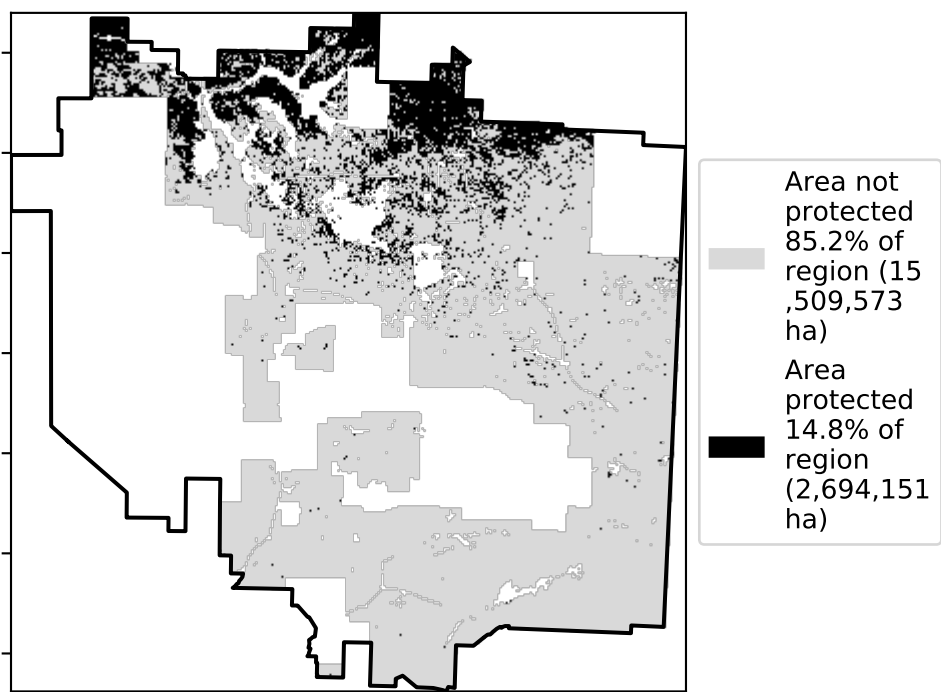 Area not
protected
85.2% of
region (15
,509,573
ha)
Area
protected
14.8% of
region
(2,694,151
ha)